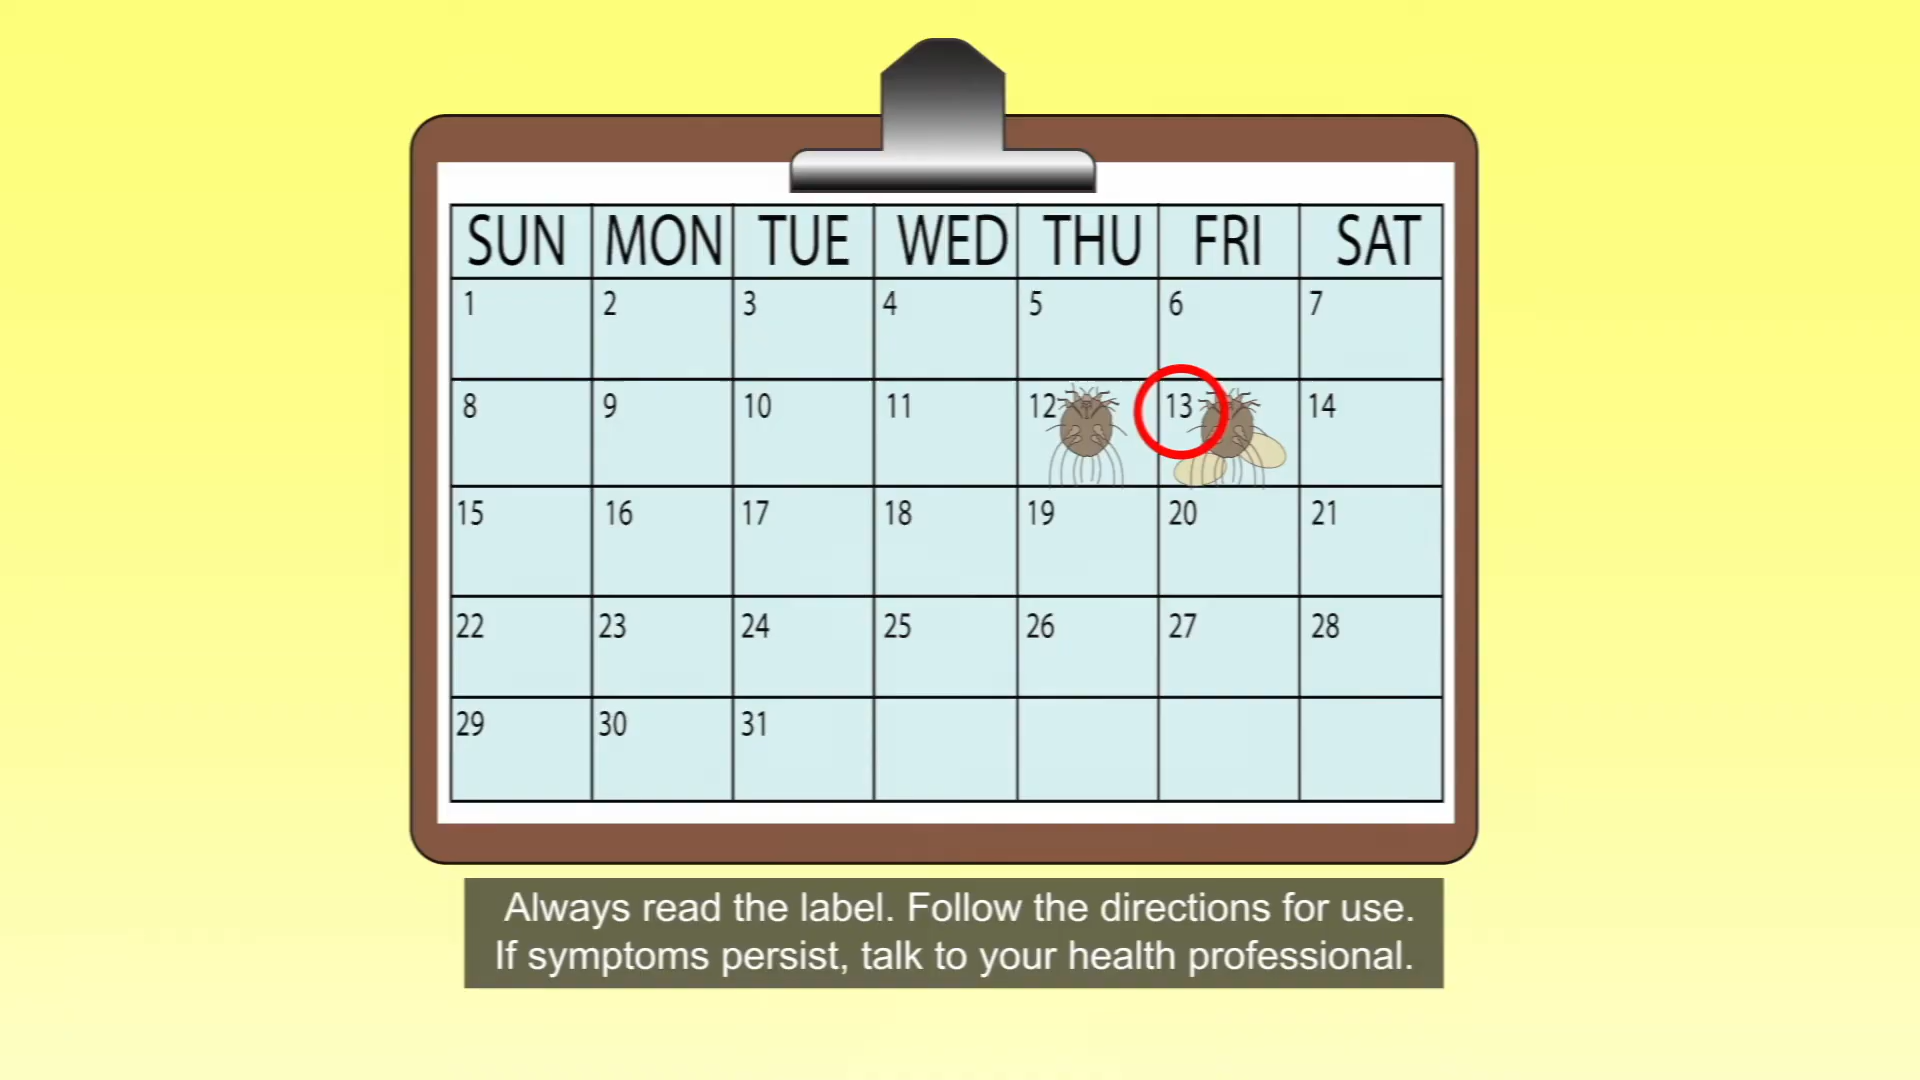 SUN MON TUE WED THU FRI SAT
1 2 3 4 5 6 7
8 9 10 11 12 13 14
15 16 17 18 19 20 21
22 23 24 25 26 27 28
29 30 31
Always read the label. Follow the directions for use.
If symptoms persist, talk to your health professional.